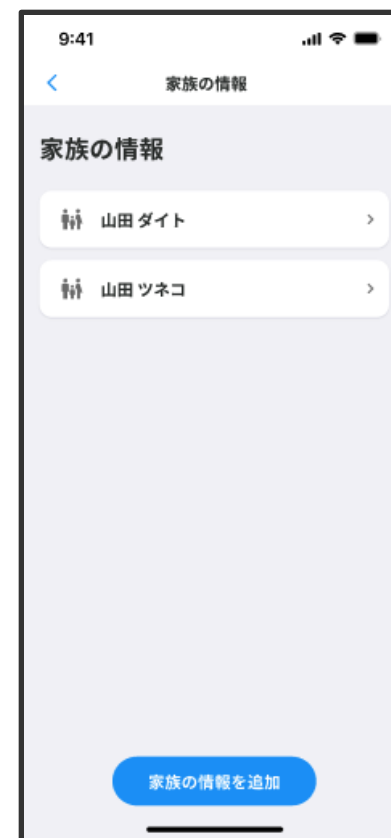 9:41
家族の情報
家族の情報
山田 ダイト
山田 ツネコ
家族の情報を追加